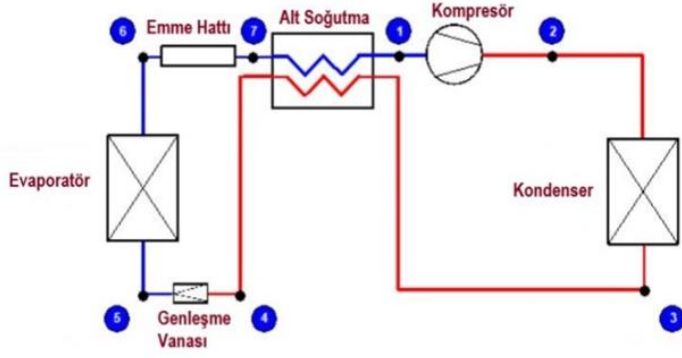 Kompresör
Alt Soğutma
Emme Hattı
6
7
1
2
Evaporatör
Kondenser
5
Genleşme
Vanası
4
3